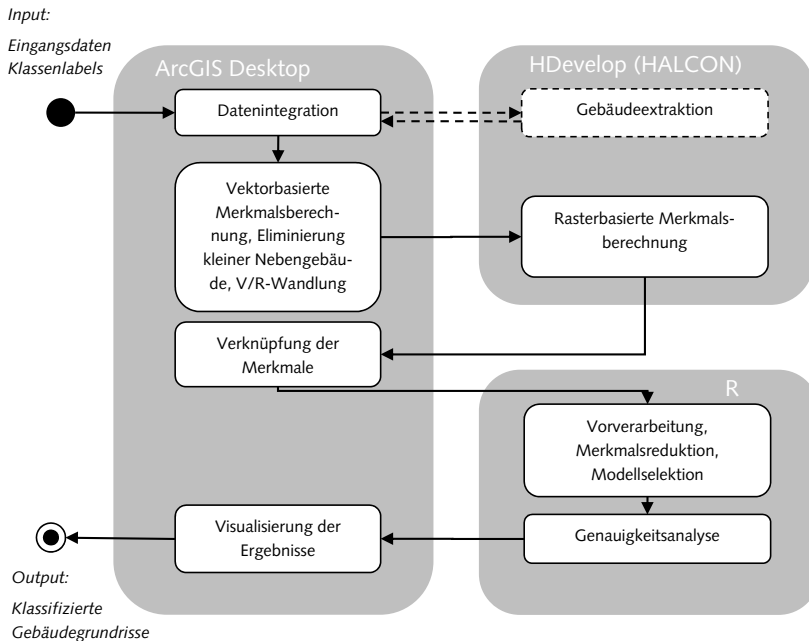 Input:
Eingangsdaten
Klassenlabels
ArcGIS Desktop
HDevelop (HALCON)
Datenintegration
Gebäudeextraktion
Vektorbasierte
Merkmalsberech-
nung, Eliminierung
kleiner Nebengebäu-
de, V/R-Wandlung
Rasterbasierte Merkmals-
berechnung
Verknüpfung der
Merkmale
R
Vorverarbeitung,
Merkmalsreduktion,
Modellselektion
Visualisierung der
Ergebnisse
Genauigkeitsanalyse
Output:
Klassifizierte
Gebäudegrundrisse